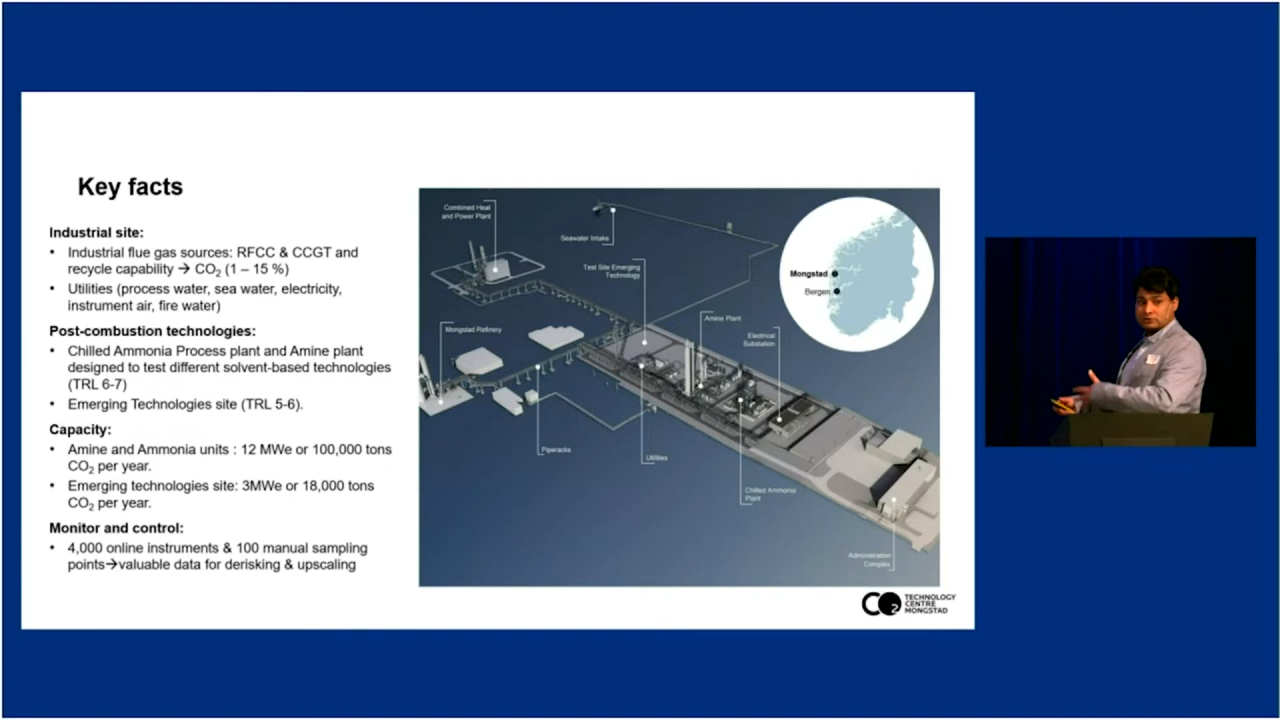 Key facts
Industrial site:
• Industrial flue gas sources: RFCC & CCGT and
recycle capability → CO₂ (1 – 15 %)
• Utilities (process water, sea water, electricity,
instrument air, fire water)
Post-combustion technologies:
• Chilled Ammonia Process plant and Amine plant
designed to test different solvent-based technologies
(TRL 6-7)
• Emerging Technologies site (TRL 5-6).
Capacity:
• Amine and Ammonia units : 12 MWe or 100,000 tons
CO₂ per year.
• Emerging technologies site: 3MWe or 18,000 tons
CO₂ per year.
Monitor and control:
• 4,000 online instruments & 100 manual sampling
points→valuable data for derisking & upscaling
Combined Heat
and Power Plant
Seawater Intake
Test Site Emerging
Technology
Mongstad
Bergen
Mongstad Refinery
Amine Plant
Electrical
Substation
Piperacks
Utilities
Chilled Ammonia
Plant
Administration
Complex
CO₂
TECHNOLOGY
CENTRE
MONGSTAD